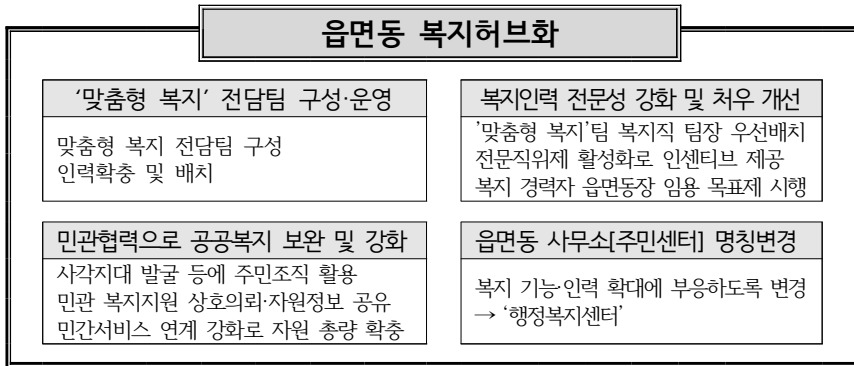 읍면동 복지허브화
‘맞춤형 복지’ 전담팀 구성·운영
맞춤형 복지 전담팀 구성
인력확충 및 배치
복지인력 전문성 강화 및 처우 개선
’맞춤형 복지’팀 복지직 팀장 우선배치
전문직위제 활성화로 인센티브 제공
복지 경력자 읍면동장 임용 목표제 시행
민관협력으로 공공복지 보완 및 강화
사각지대 발굴 등에 주민조직 활용
민관 복지지원 상호의뢰·자원정보 공유
민간서비스 연계 강화로 자원 총량 확충
읍면동 사무소[주민센터] 명칭변경
복지 기능·인력 확대에 부응하도록 변경
→ ‘행정복지센터’